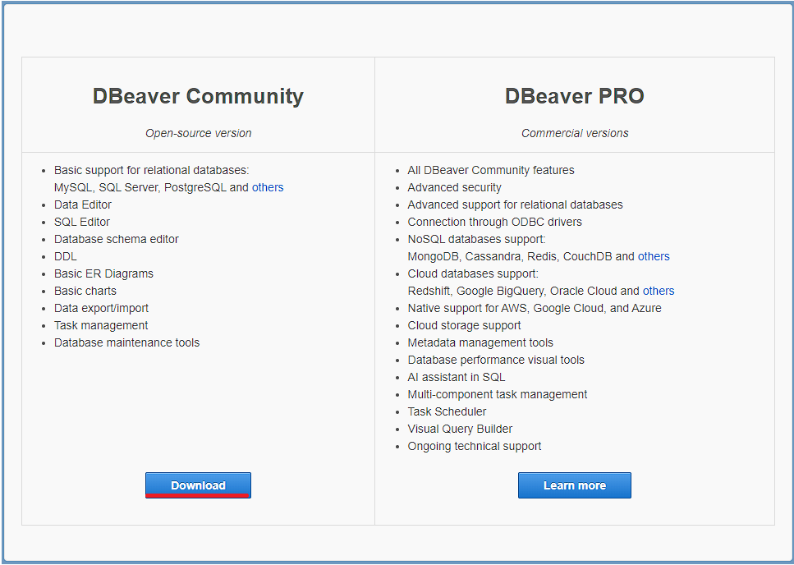 DBeaver Community
Open-source version
Basic support for relational databases:
MySQL, SQL Server, PostgreSQL and others
Data Editor
SQL Editor
Database schema editor
DDL
Basic ER Diagrams
Basic charts
Data export/import
Task management
Database maintenance tools
Download
DBeaver PRO
Commercial versions
All DBeaver Community features
Advanced security
Advanced support for relational databases
Connection through ODBC drivers
NoSQL databases support:
MongoDB, Cassandra, Redis, CouchDB and others
Cloud databases support:
Redshift, Google BigQuery, Oracle Cloud and others
Native support for AWS, Google Cloud, and Azure
Cloud storage support
Metadata management tools
Database performance visual tools
AI assistant in SQL
Multi-component task management
Task Scheduler
Visual Query Builder
Ongoing technical support
Learn more